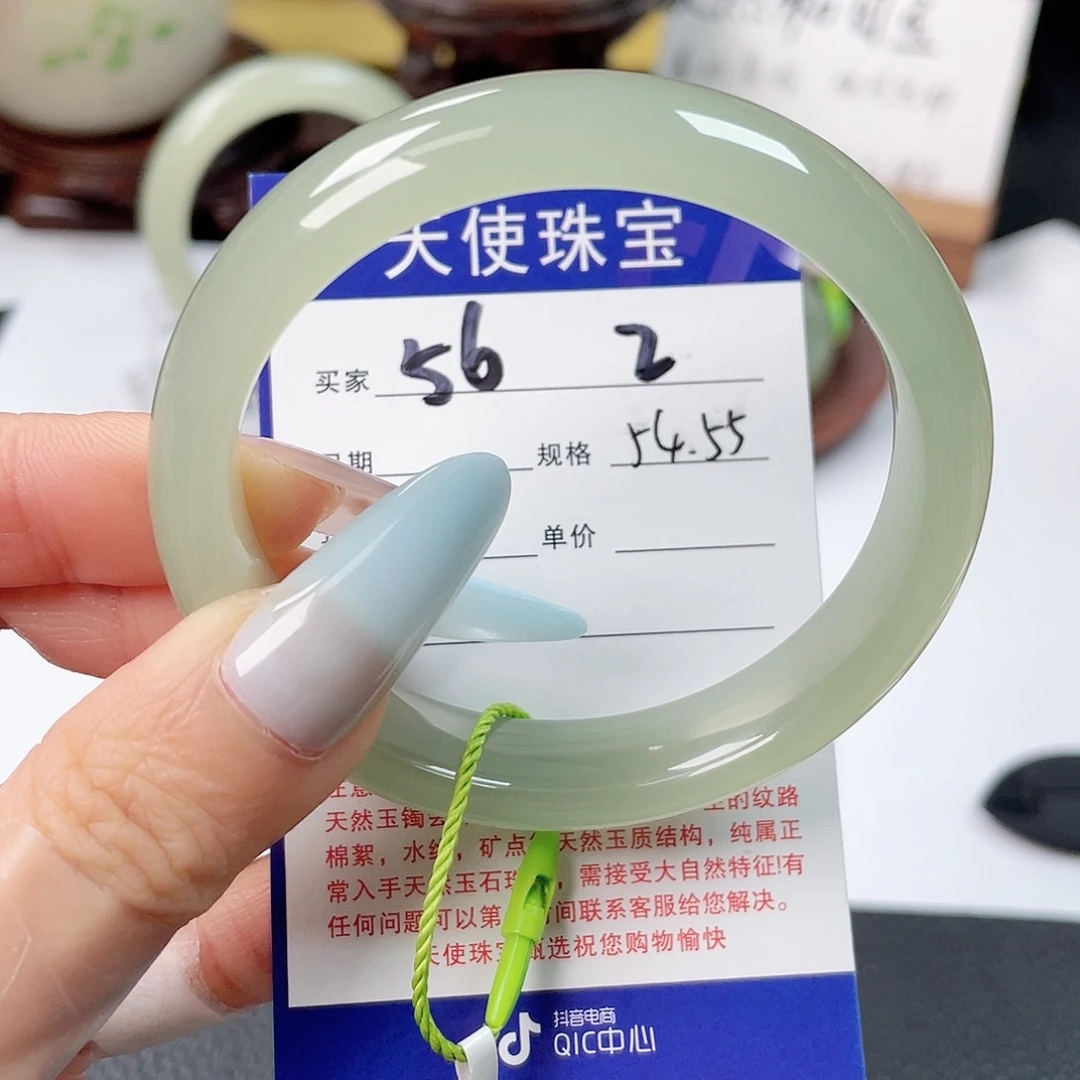 天使珠宝
买家 56 2
期 规格 54.55
单价
的纹路
天然玉镯
棉絮，水 ，矿点 天然玉质结构，纯属正
常入手天 玉石珠 ，需接受大自然特征!有
任何问题可以第 间联系客服给您解决。
天使珠宝甄选祝您购物愉快
抖音电商
QIC中心